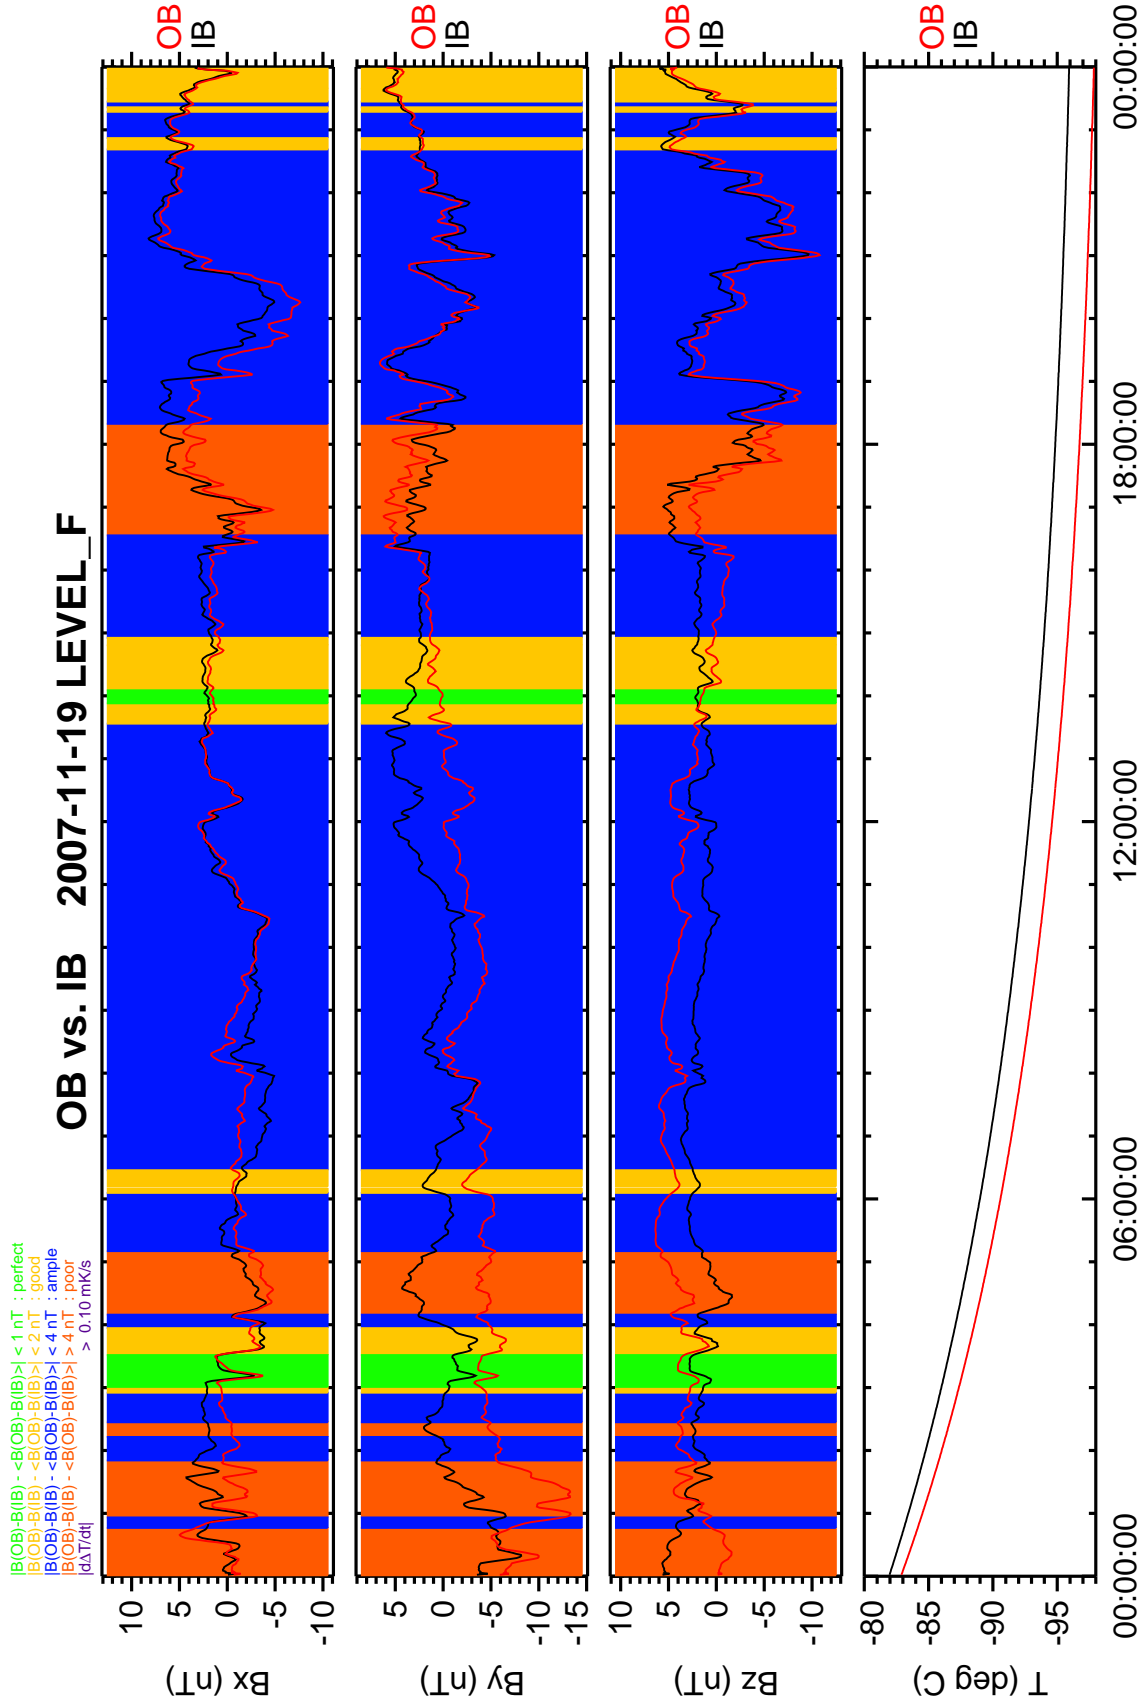 OB vs. IB 2007-11-19 LEVEL_F
|B(OB)-B(IB) - <B(OB)-B(IB)>| < 1 nT : perfect
|B(OB)-B(IB) - <B(OB)-B(IB)>| < 2 nT : good
|B(OB)-B(IB) - <B(OB)-B(IB)>| < 4 nT : ample
|B(OB)-B(IB) - <B(OB)-B(IB)>| > 4 nT : poor
|dΔT/dt| > 0.10 mK/s
Bx (nT)
10
5
0
-5
-10
OB
IB
By (nT)
5
0
-5
-10
-15
OB
IB
Bz (nT)
10
5
0
-5
-10
OB
IB
T (deg C)
-80
-85
-90
-95
OB
IB
00:00:00 06:00:00 12:00:00 18:00:00 00:00:00